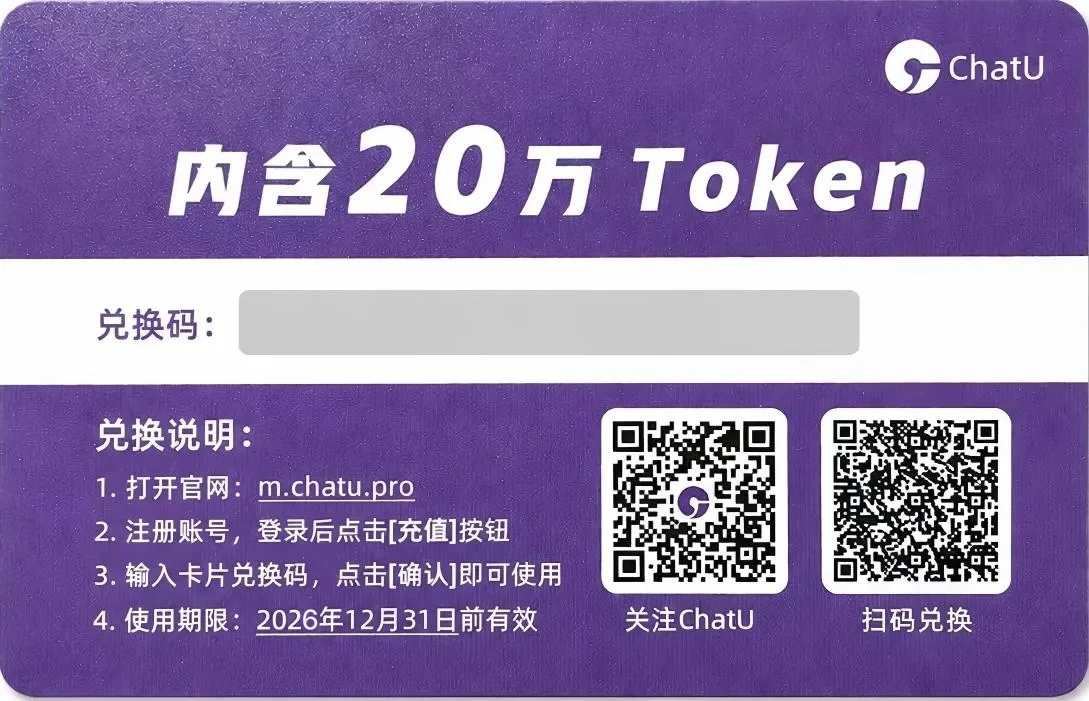 ChatU
内含20万 Token
兑换码：
兑换说明：
1. 打开官网：m.chatu.pro
2. 注册账号，登录后点击[充值]按钮
3. 输入卡片兑换码，点击[确认]即可使用
4. 使用期限：2026年12月31日前有效
关注ChatU
扫码兑换